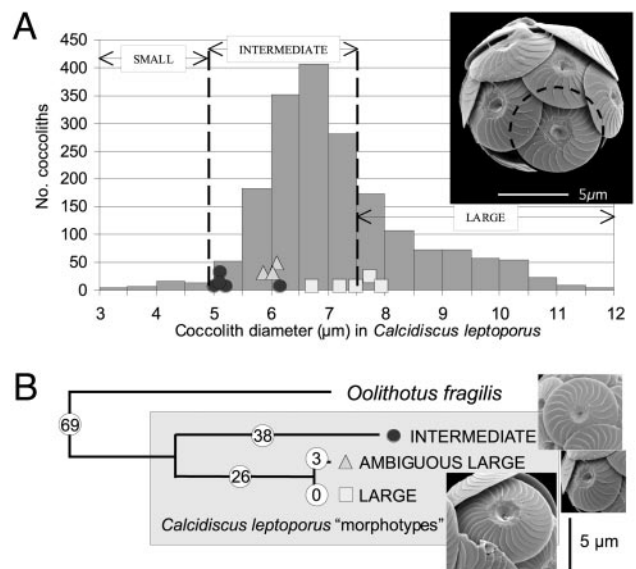 A
No. coccoliths
450
400
350
300
250
200
150
100
50
0
SMALL
INTERMEDIATE
LARGE
5µm
3 4 5 6 7 8 9 10 11 12
Coccolith diameter (µm) in Calcidiscus leptoporus
B
69
Oolithotus fragilis
38
INTERMEDIATE
26
3
AMBIGUOUS LARGE
0
LARGE
Calcidiscus leptoporus “morphotypes”
5 µm